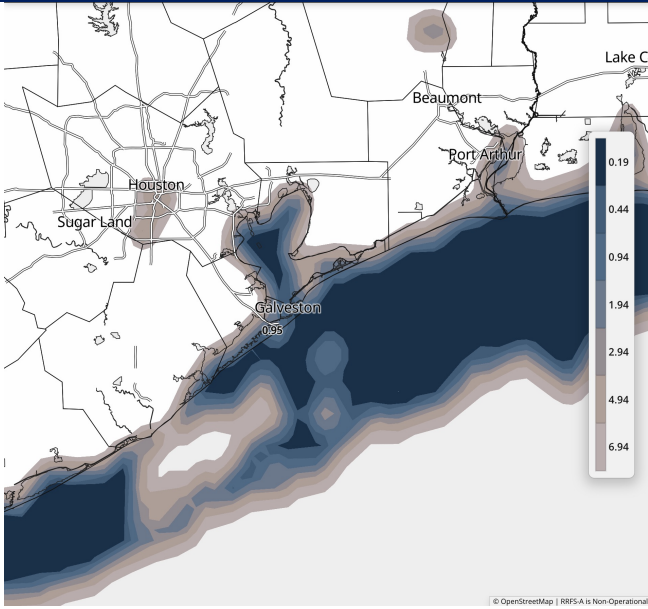 Lake C
Beaumont
Port Arthur
Houston
Sugar Land
Galveston
0.95
0.19
0.44
0.94
1.94
2.94
4.94
6.94
© OpenStreetMap | RRFS-A is Non-Operational